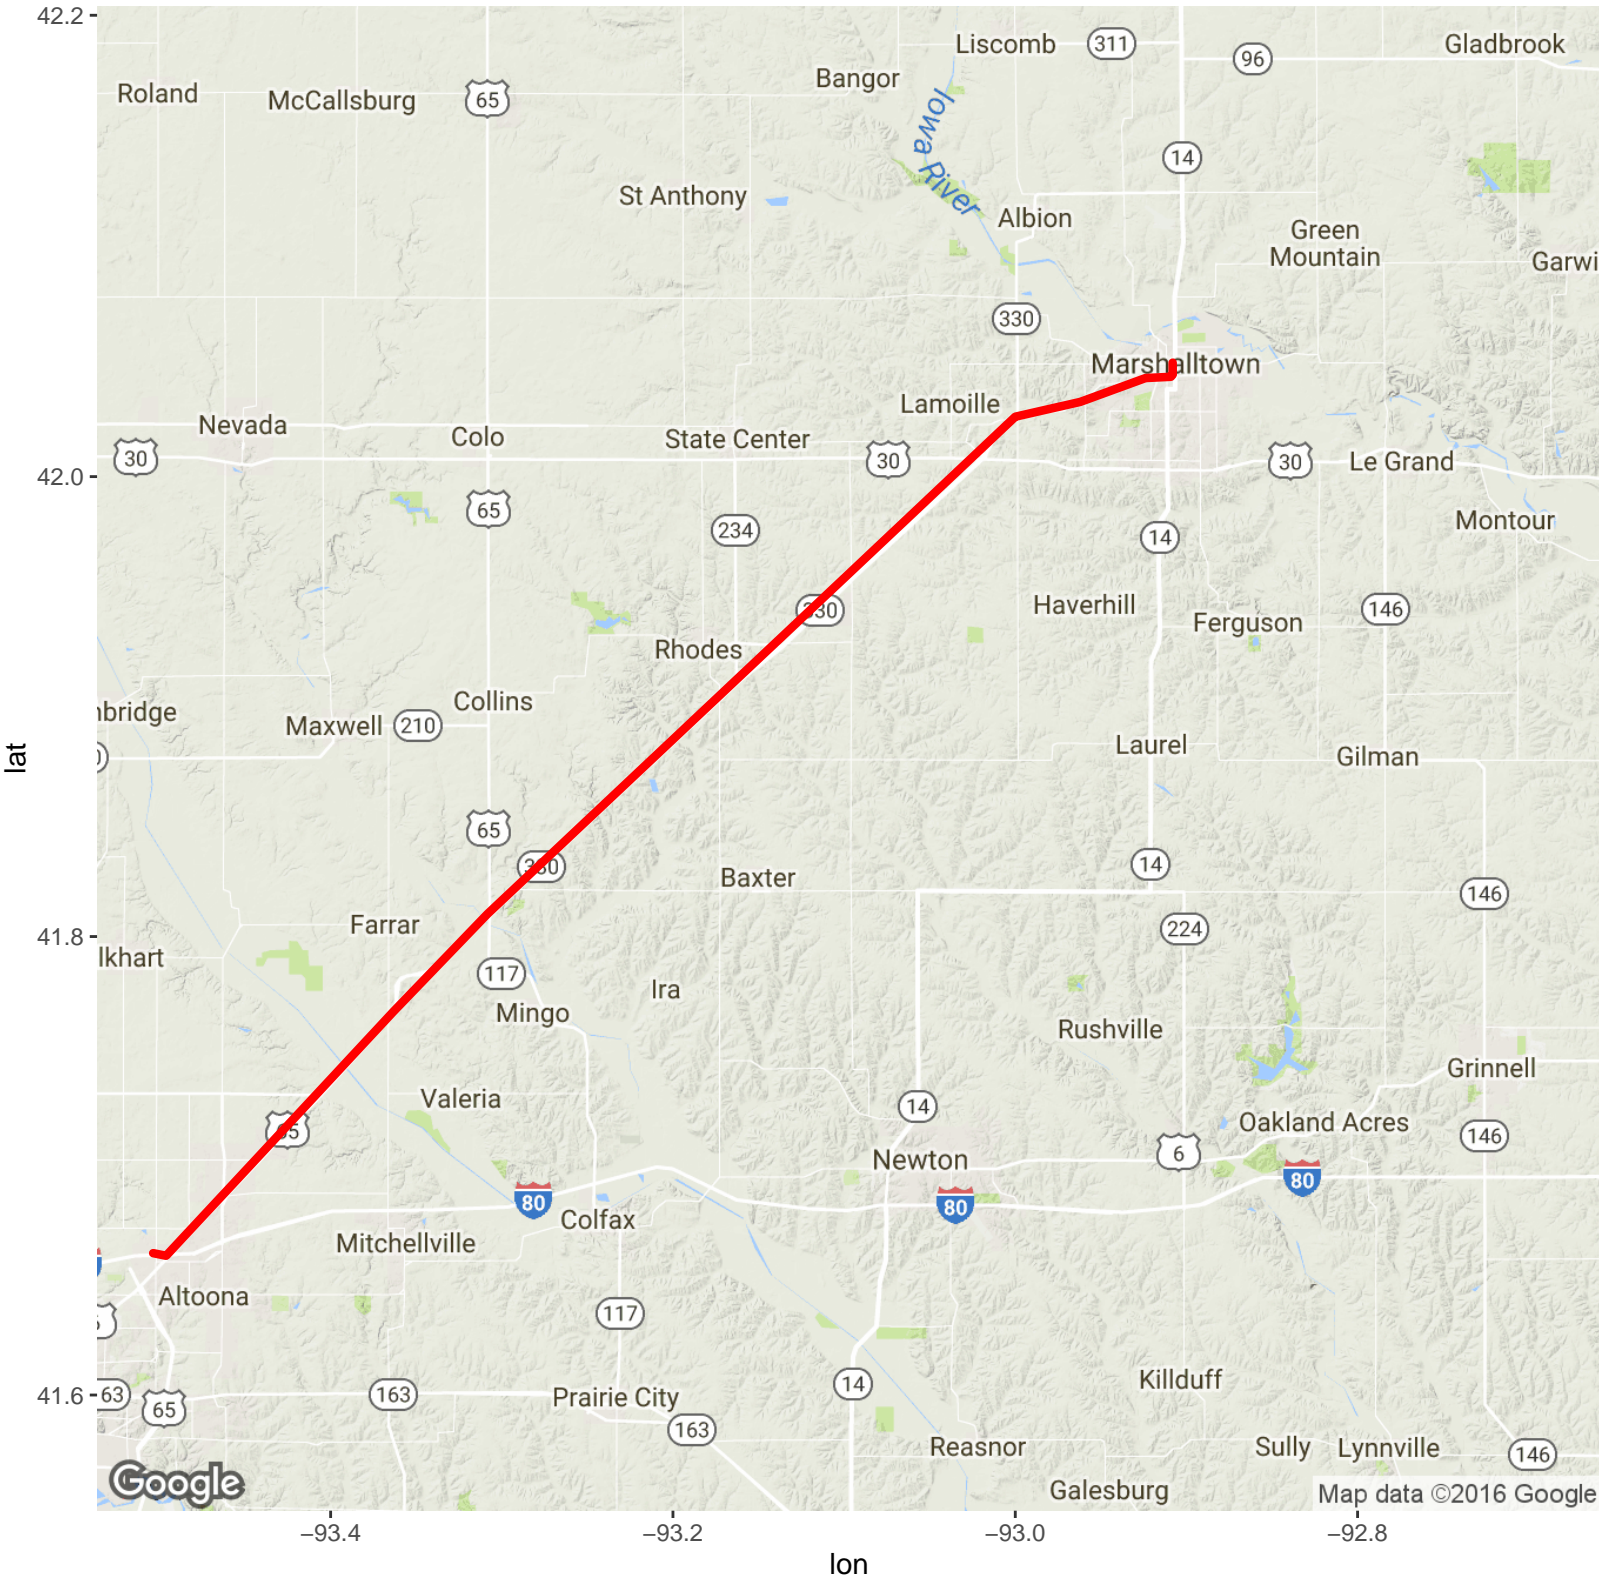 42.2
Liscomb
311
Gladbrook
96
Roland
McCallsburg
65
Bangor
Iowa River
14
St Anthony
Albion
Green
Mountain
Garwi
330
Marshalltown
Lamoille
Nevada
Colo
State Center
30
30
30
Le Grand
42.0
65
234
14
Montour
330
Haverhill
146
Ferguson
Rhodes
Collins
nbridge
Maxwell
210
Laurel
Gilman
lat
65
330
14
Baxter
146
Farrar
224
41.8
lkhart
117
Ira
Mingo
Rushville
Grinnell
Valeria
14
65
Oakland Acres
146
Newton
6
80
80
80
Colfax
Mitchellville
Altoona
117
14
Killduff
41.6
63
163
Prairie City
65
163
Reasnor
Sully
Lynnville
146
Google
Galesburg
Map data ©2016 Google
−93.4
−93.2
−93.0
−92.8
lon